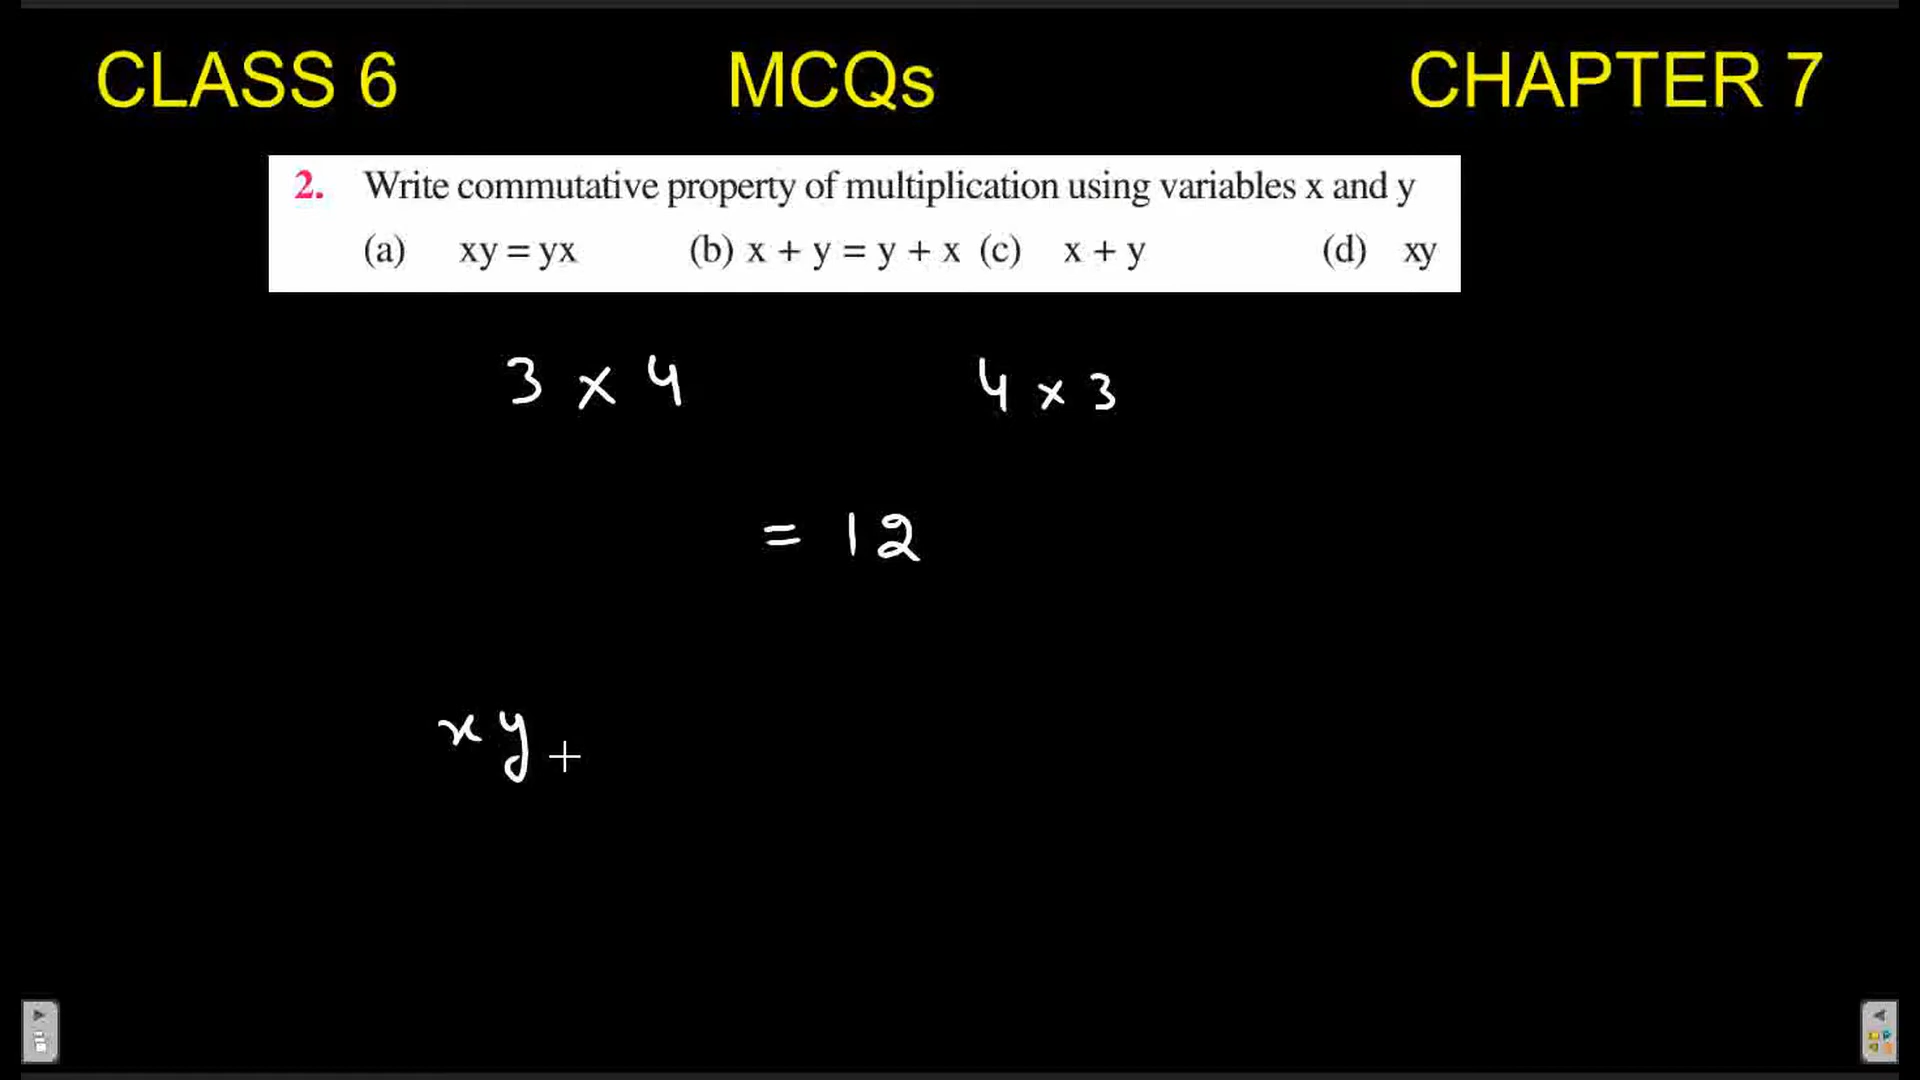 CLASS 6 MCQs CHAPTER 7
2. Write commutative property of multiplication using variables x and y
(a) xy = yx (b) x + y = y + x (c) x + y (d) xy
3 × 4 4 × 3
= 12
xy